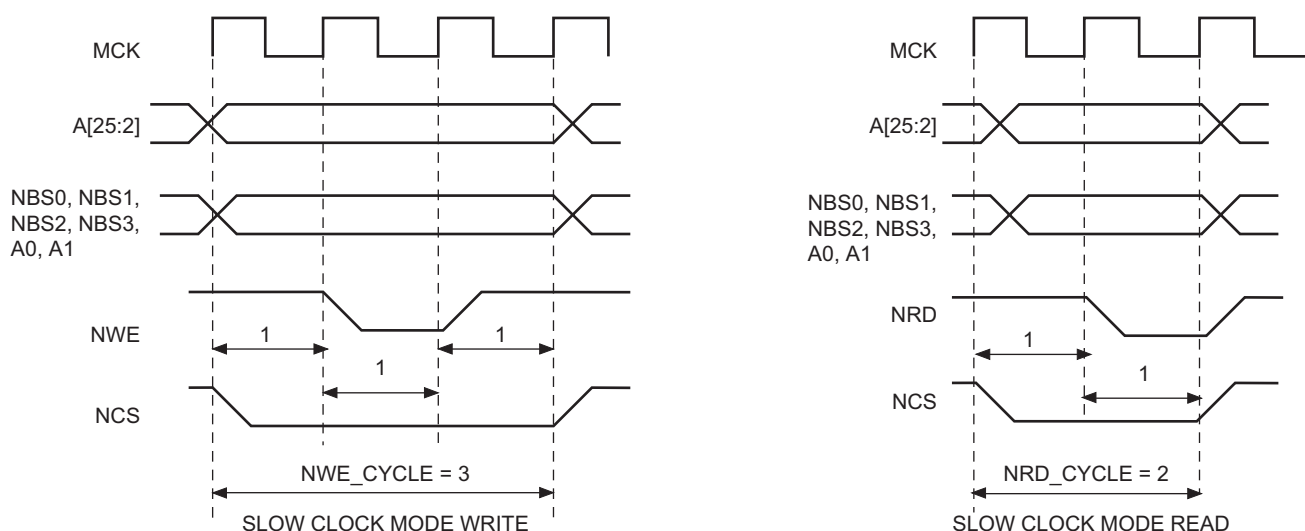 MCK
A[25:2]
NBS0, NBS1,
NBS2, NBS3,
A0, A1
NWE
1
1
1
NCS
NWE_CYCLE = 3
SLOW CLOCK MODE WRITE
MCK
A[25:2]
NBS0, NBS1,
NBS2, NBS3,
A0, A1
NRD
1
1
NCS
NRD_CYCLE = 2
SLOW CLOCK MODE READ